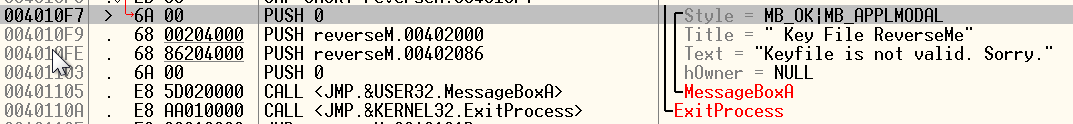 004010F7 > 6A 00 PUSH 0 Style = MB_OK|MB_APPLMODAL
004010F9 . 68 00204000 PUSH reverseM.00402000 Title = " Key File ReverseMe"
004010FE . 68 86204000 PUSH reverseM.00402086 Text = "Keyfile is not valid. Sorry."
00401103 . 6A 00 PUSH 0 hOwner = NULL
00401105 . E8 5D020000 CALL <JMP.&USER32.MessageBoxA> MessageBoxA
0040110A . E8 AA010000 CALL <JMP.&KERNEL32.ExitProcess> ExitProcess